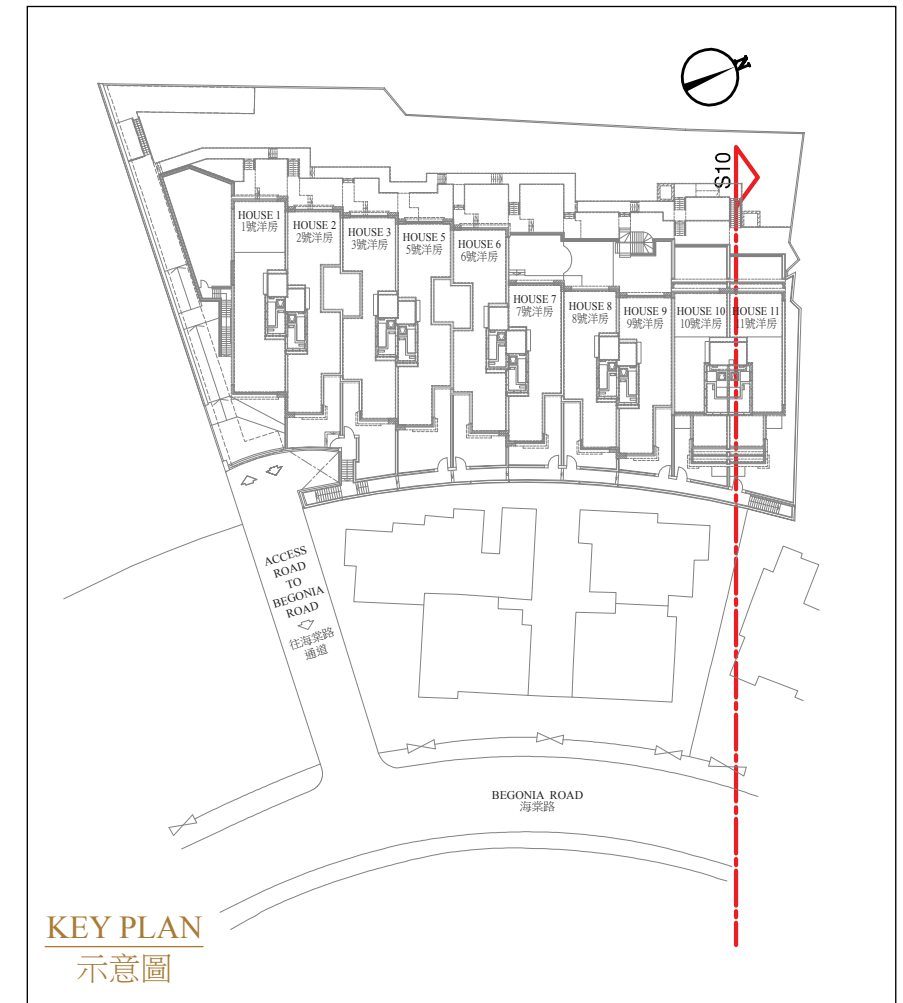 N
S10
HOUSE 1
1號洋房
HOUSE 2
2號洋房
HOUSE 3
3號洋房
HOUSE 5
5號洋房
HOUSE 6
6號洋房
HOUSE 7
7號洋房
HOUSE 8
8號洋房
HOUSE 9
9號洋房
HOUSE 10
10號洋房
HOUSE 11
11號洋房
ACCESS
ROAD
TO
BEGONIA
ROAD
往海棠路
通道
BEGONIA ROAD
海棠路
KEY PLAN
示意圖